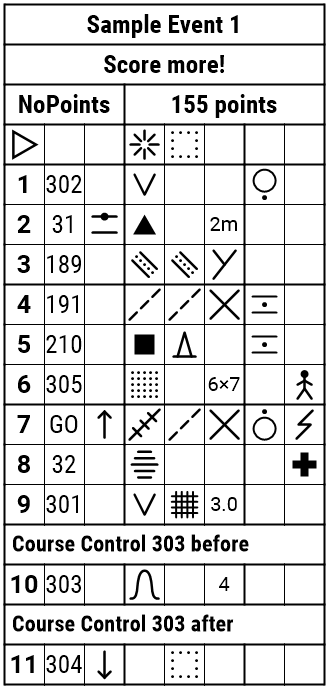 Sample Event 1
Score more!
NoPoints 155 points
1 302
2 31 2m
3 189
4 191
5 210
6 305 6×7
7 GO
8 32
9 301 3.0
Course Control 303 before
10 303 4
Course Control 303 after
11 304